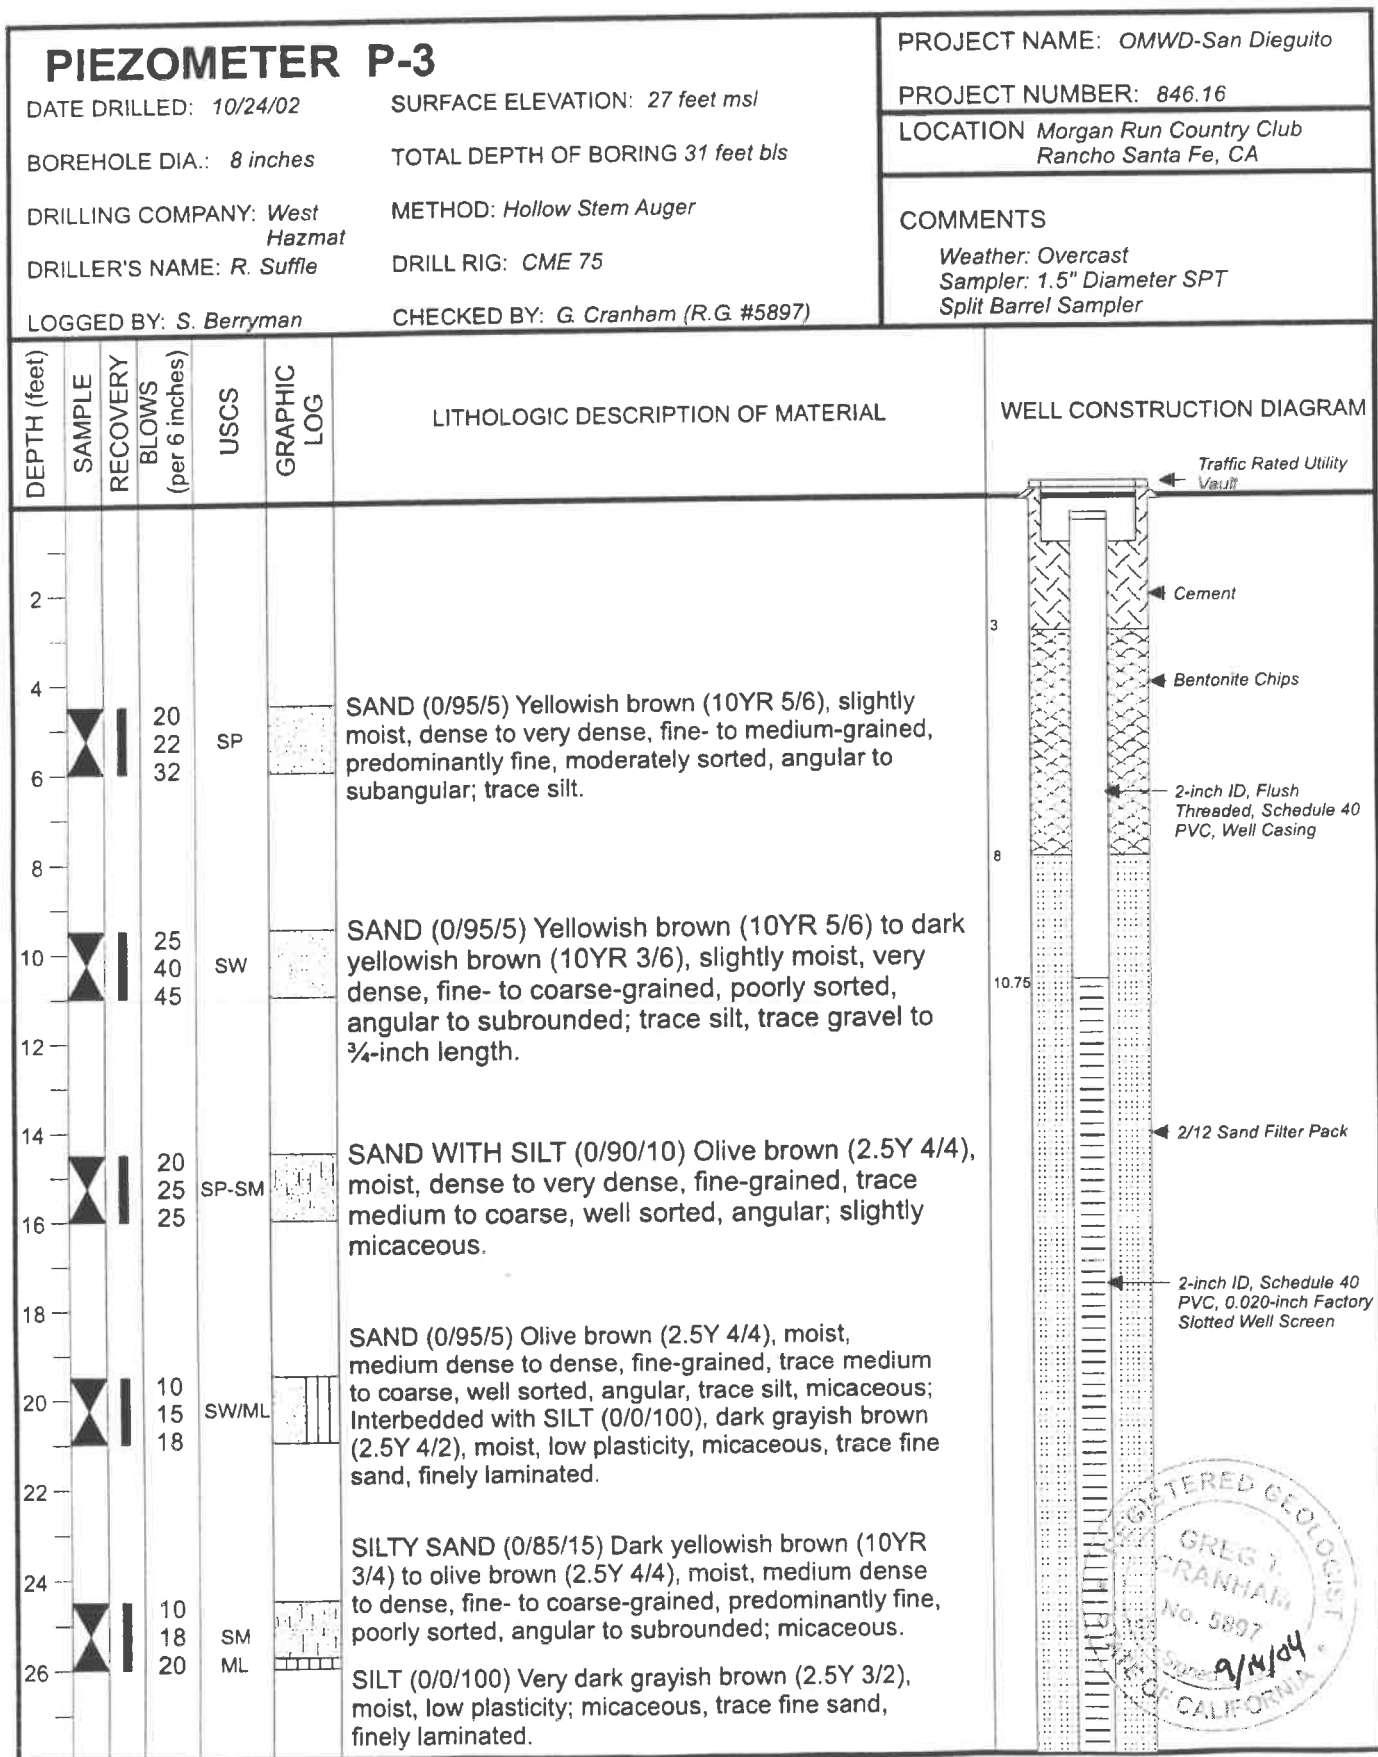 PIEZOMETER P-3
DATE DRILLED: 10/24/02
SURFACE ELEVATION: 27 feet msl
BOREHOLE DIA.: 8 inches
TOTAL DEPTH OF BORING 31 feet bls
DRILLING COMPANY: West
Hazmat
METHOD: Hollow Stem Auger
DRILLER'S NAME: R. Suffle
DRILL RIG: CME 75
LOGGED BY: S. Berryman
CHECKED BY: G. Cranham (R.G. #5897)
PROJECT NAME: OMWD-San Dieguito
PROJECT NUMBER: 846.16
LOCATION Morgan Run Country Club
Rancho Santa Fe, CA
COMMENTS
Weather: Overcast
Sampler: 1.5" Diameter SPT
Split Barrel Sampler
DEPTH (feet)
SAMPLE
RECOVERY
BLOWS
(per 6 inches)
USCS
GRAPHIC
LOG
LITHOLOGIC DESCRIPTION OF MATERIAL
WELL CONSTRUCTION DIAGRAM
Traffic Rated Utility
Vault
2
Cement
3
4
Bentonite Chips
20
22
32
SP
SAND (0/95/5) Yellowish brown (10YR 5/6), slightly
moist, dense to very dense, fine- to medium-grained,
predominantly fine, moderately sorted, angular to
subangular; trace silt.
6
2-inch ID, Flush
Threaded, Schedule 40
PVC, Well Casing
8
8
25
40
45
SW
SAND (0/95/5) Yellowish brown (10YR 5/6) to dark
yellowish brown (10YR 3/6), slightly moist, very
dense, fine- to coarse-grained, poorly sorted,
angular to subrounded; trace silt, trace gravel to
¾-inch length.
10
10.75
12
14
2/12 Sand Filter Pack
20
25
25
SP-SM
SAND WITH SILT (0/90/10) Olive brown (2.5Y 4/4),
moist, dense to very dense, fine-grained, trace
medium to coarse, well sorted, angular; slightly
micaceous.
16
2-inch ID, Schedule 40
PVC, 0.020-inch Factory
Slotted Well Screen
18
10
15
18
SW/ML
SAND (0/95/5) Olive brown (2.5Y 4/4), moist,
medium dense to dense, fine-grained, trace medium
to coarse, well sorted, angular, trace silt, micaceous;
Interbedded with SILT (0/0/100), dark grayish brown
(2.5Y 4/2), moist, low plasticity, micaceous, trace fine
sand, finely laminated.
20
22
24
10
18
20
SM
ML
SILTY SAND (0/85/15) Dark yellowish brown (10YR
3/4) to olive brown (2.5Y 4/4), moist, medium dense
to dense, fine- to coarse-grained, predominantly fine,
poorly sorted, angular to subrounded; micaceous.
26
SILT (0/0/100) Very dark grayish brown (2.5Y 3/2),
moist, low plasticity; micaceous, trace fine sand,
finely laminated.
REGISTERED GEOLOGIST
GREG T.
CRANHAM
No. 5897
Signed
STATE OF CALIFORNIA